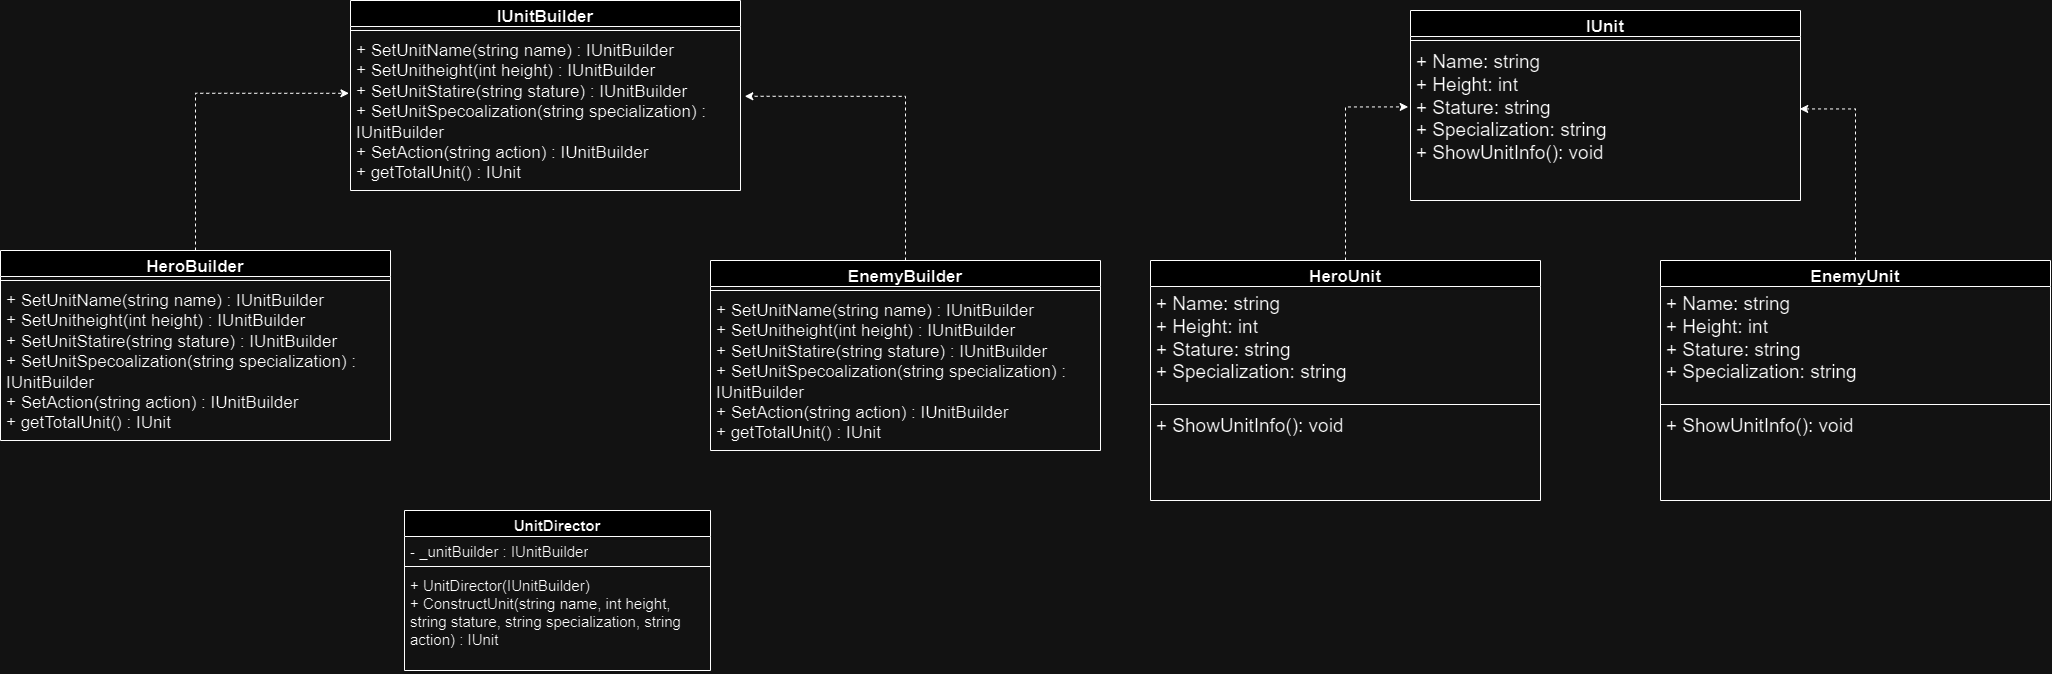 IUnitBuilder
+ SetUnitName(string name) : IUnitBuilder
+ SetUnitheight(int height) : IUnitBuilder
+ SetUnitStatire(string stature) : IUnitBuilder
+ SetUnitSpecoalization(string specialization) :
IUnitBuilder
+ SetAction(string action) : IUnitBuilder
+ getTotalUnit() : IUnit
IUnit
+ Name: string
+ Height: int
+ Stature: string
+ Specialization: string
+ ShowUnitInfo(): void
HeroBuilder
+ SetUnitName(string name) : IUnitBuilder
+ SetUnitheight(int height) : IUnitBuilder
+ SetUnitStatire(string stature) : IUnitBuilder
+ SetUnitSpecoalization(string specialization) :
IUnitBuilder
+ SetAction(string action) : IUnitBuilder
+ getTotalUnit() : IUnit
EnemyBuilder
+ SetUnitName(string name) : IUnitBuilder
+ SetUnitheight(int height) : IUnitBuilder
+ SetUnitStatire(string stature) : IUnitBuilder
+ SetUnitSpecoalization(string specialization) :
IUnitBuilder
+ SetAction(string action) : IUnitBuilder
+ getTotalUnit() : IUnit
HeroUnit
+ Name: string
+ Height: int
+ Stature: string
+ Specialization: string
+ ShowUnitInfo(): void
EnemyUnit
+ Name: string
+ Height: int
+ Stature: string
+ Specialization: string
+ ShowUnitInfo(): void
UnitDirector
- _unitBuilder : IUnitBuilder
+ UnitDirector(IUnitBuilder)
+ ConstructUnit(string name, int height,
string stature, string specialization, string
action) : IUnit